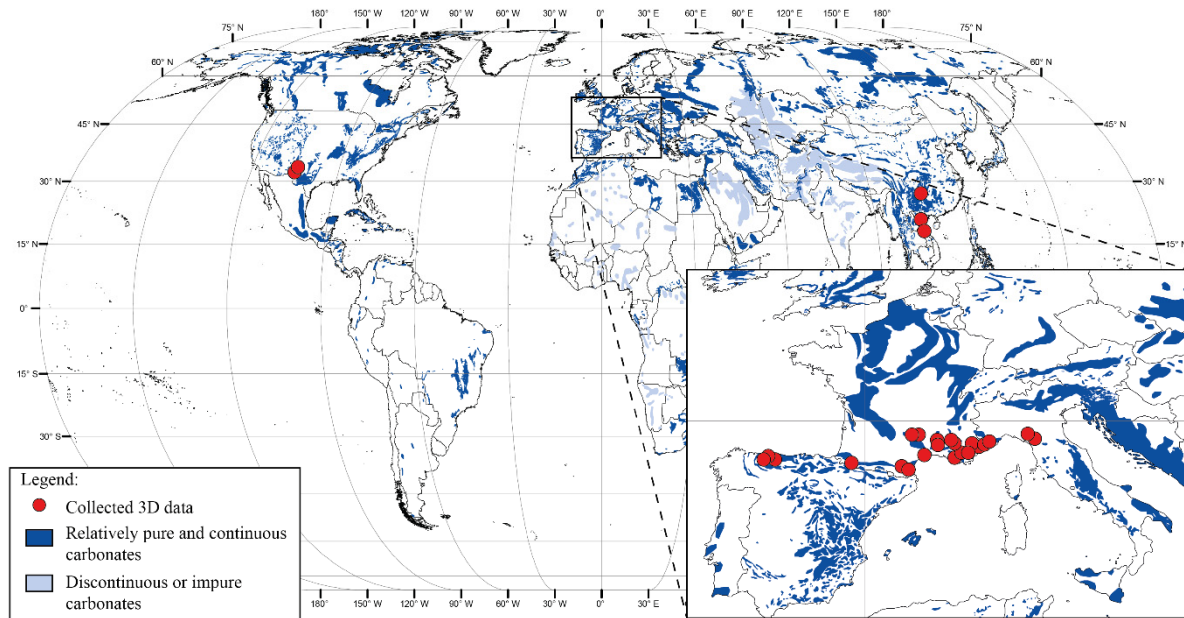 180° 120° W 90° W 60° W 30° W 0° 30° E 60° E 90° E 120° E 180°
75° N 75° N
60° N 60° N
45° N 45° N
30° N 30° N
15° N 15° N
0°
15° S
30° S
Legend:
Collected 3D data
Relatively pure and continuous
carbonates
Discontinuous or impure
carbonates
180° 150° W 120° W 90° W 60° W 30° W 0° 30° E